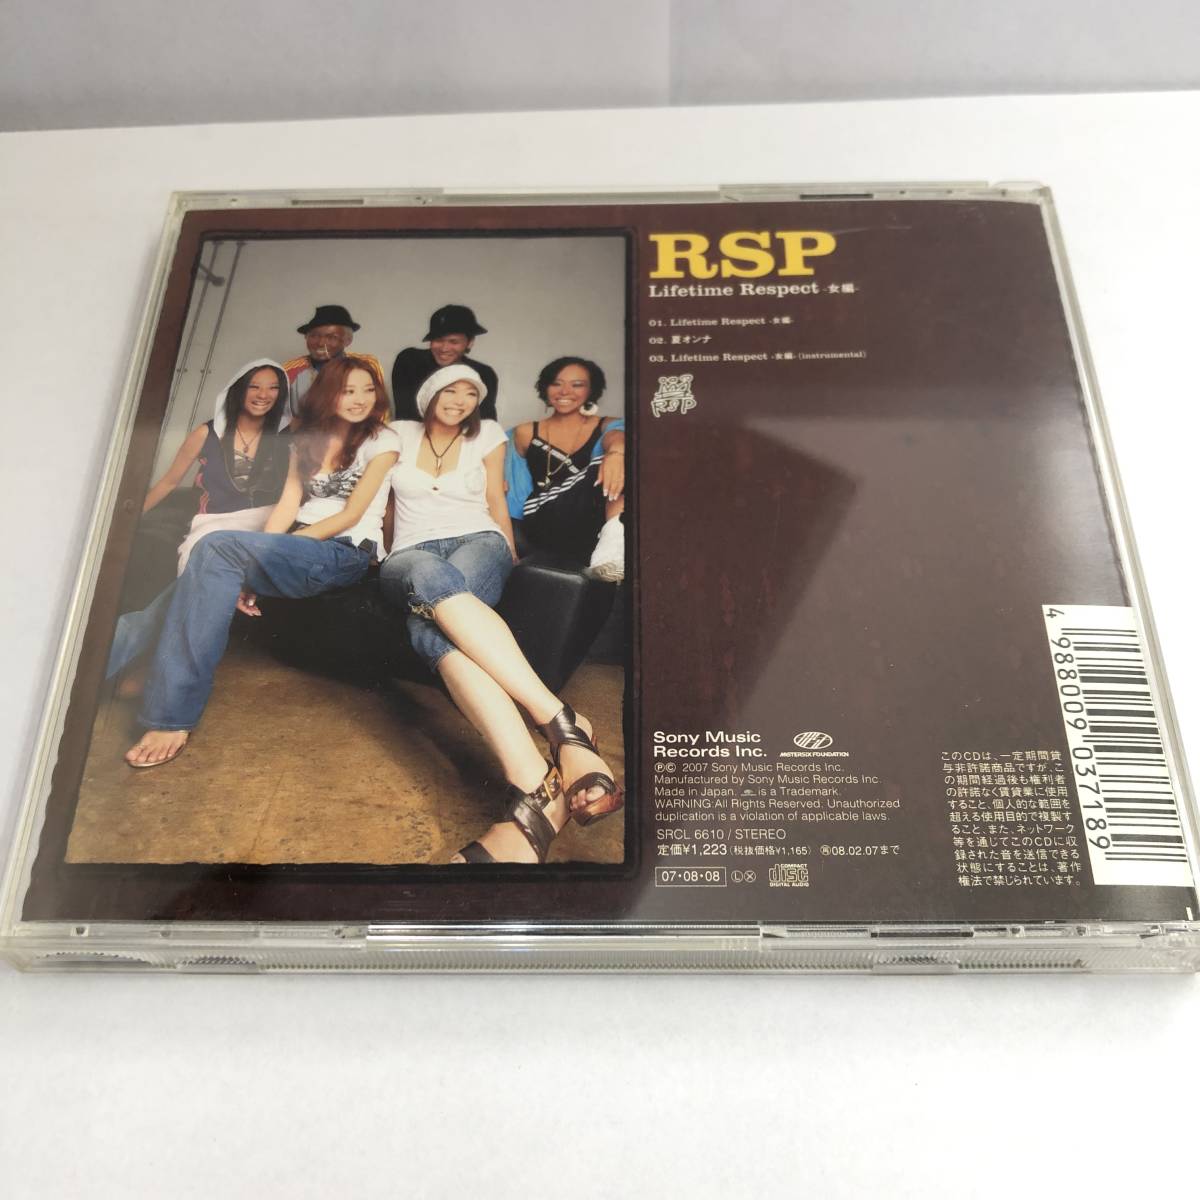 RSP
Lifetime Respect -女編-
01. Lifetime Respect -女編-
02. 夏オンナ
03. Lifetime Respect -女編- (instrumental)
RSP
Sony Music
Records Inc.
MASTERSIX FOUNDATION
℗© 2007 Sony Music Records Inc.
Manufactured by Sony Music Records Inc.
Made in Japan. is a Trademark.
WARNING:All Rights Reserved. Unauthorized
duplication is a violation of applicable laws.
SRCL 6610 / STEREO
定価¥1,223 (税抜価格¥1,165) 08.02.07まで
07・08・08 Ⓛ
COMPACT
disc
DIGITAL AUDIO
このCDは、一定期間貸
与非許諾商品ですが、こ
の期間経過後も権利者
の許諾なく賃貸業に使用
すること、個人的な範囲を
超える使用目的で複製す
ること、また、ネットワーク
等を通じてこのCDに収
録された音を送信できる
状態にすることは、著作
権法で禁じられています。
4 988009 037189